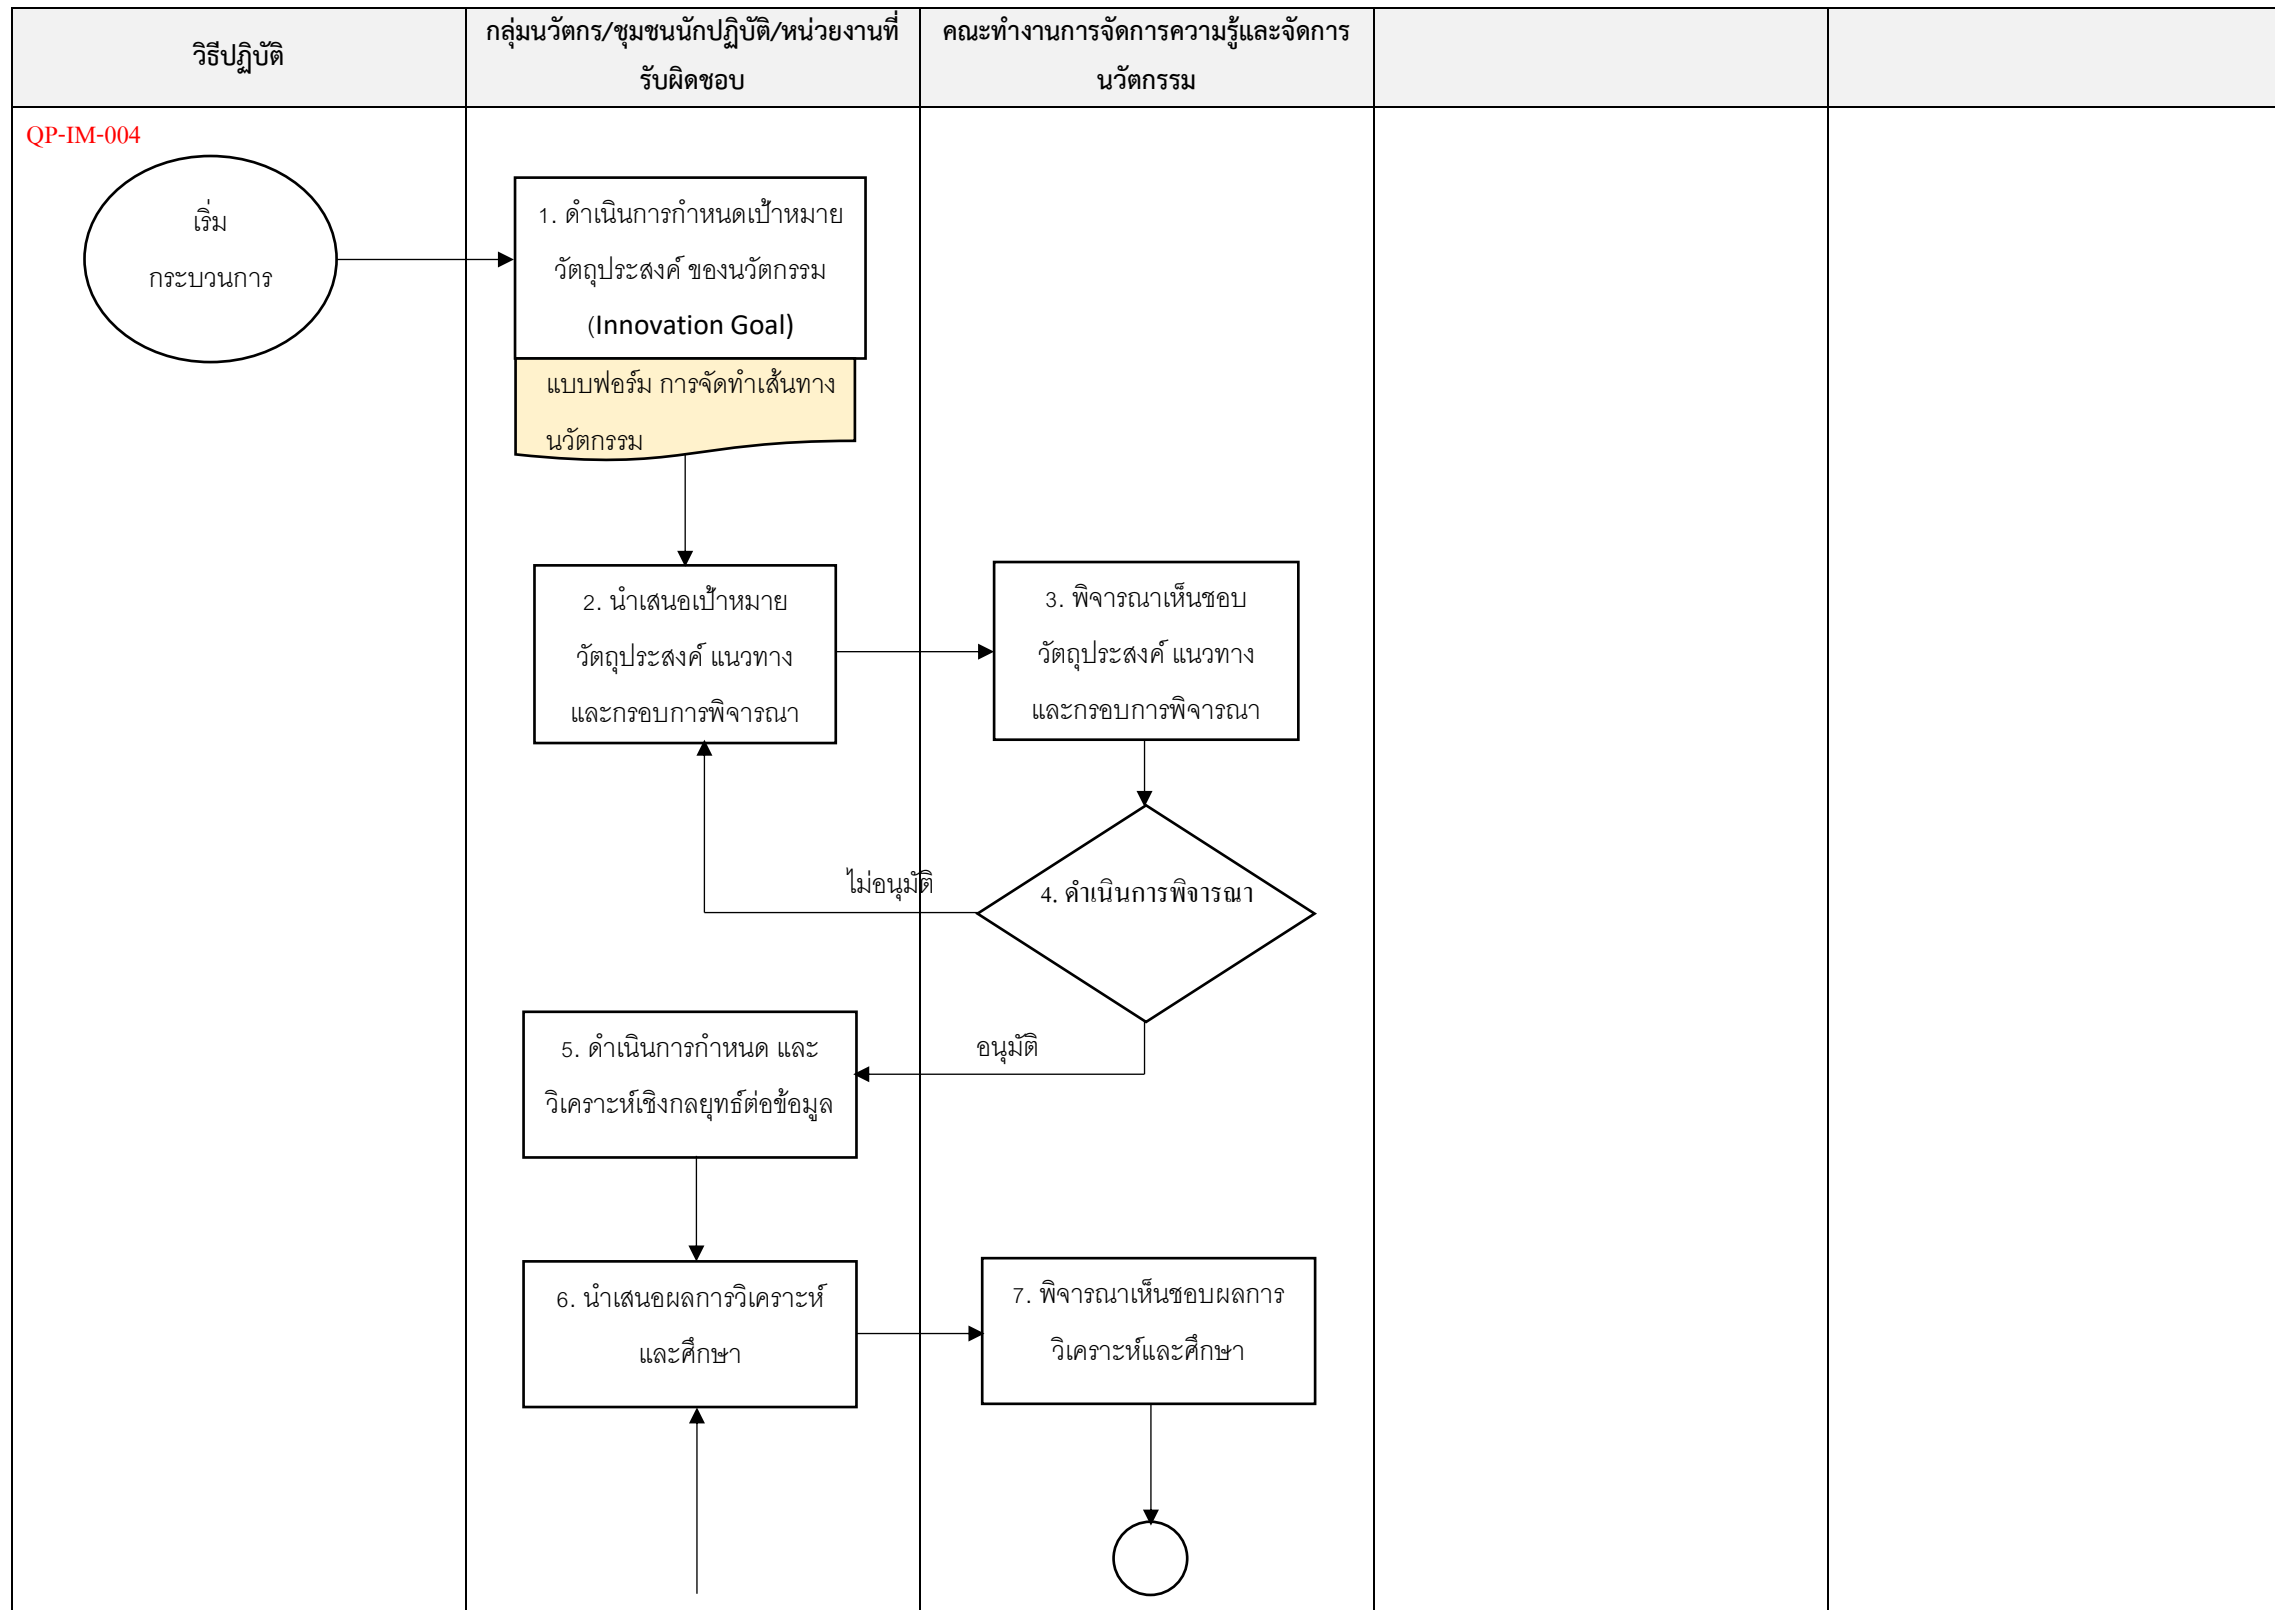 วิธีปฏิบัติ
กลุ่มนวัตกร/ชุมชนนักปฏิบัติ/หน่วยงานที่
รับผิดชอบ
คณะทำงานการจัดการความรู้และจัดการ
นวัตกรรม
QP-IM-004
เริ่ม
กระบวนการ
1. ดำเนินการกำหนดเป้าหมาย
วัตถุประสงค์ ของนวัตกรรม
(Innovation Goal)
แบบฟอร์ม การจัดทำเส้นทาง
นวัตกรรม
2. นำเสนอเป้าหมาย
วัตถุประสงค์ แนวทาง
และกรอบการพิจารณา
3. พิจารณาเห็นชอบ
วัตถุประสงค์ แนวทาง
และกรอบการพิจารณา
ไม่อนุมัติ
4. ดำเนินการพิจารณา
5. ดำเนินการกำหนด และ
วิเคราะห์เชิงกลยุทธ์ต่อข้อมูล
อนุมัติ
6. นำเสนอผลการวิเคราะห์
และศึกษา
7. พิจารณาเห็นชอบผลการ
วิเคราะห์และศึกษา